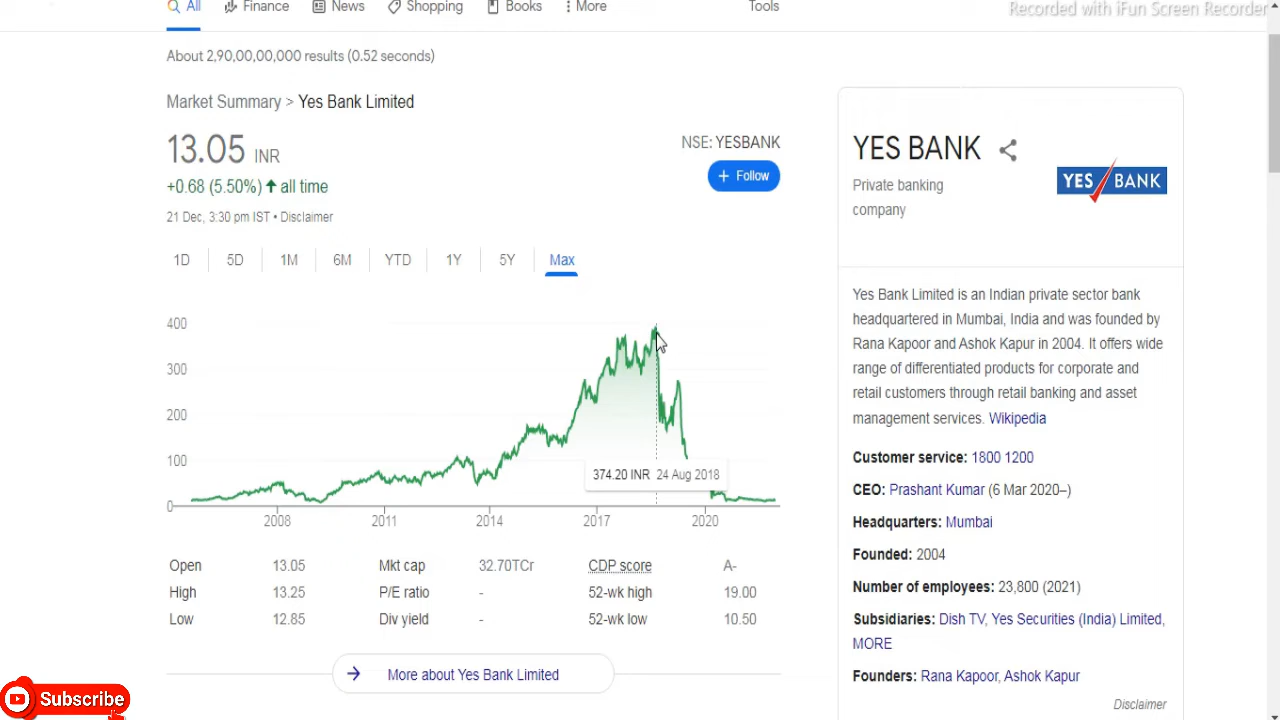 Recorded with iFun Screen Recorder
All Finance News Shopping Books More Tools
About 2,90,00,00,000 results (0.52 seconds)
Market Summary > Yes Bank Limited
13.05 INR
+0.68 (5.50%) ↑ all time
21 Dec, 3:30 pm IST • Disclaimer
NSE: YESBANK
+ Follow
1D 5D 1M 6M YTD 1Y 5Y Max
400
300
200
100
0
374.20 INR 24 Aug 2018
2008 2011 2014 2017 2020
Open 13.05 Mkt cap 32.70TCr CDP score A-
High 13.25 P/E ratio - 52-wk high 19.00
Low 12.85 Div yield - 52-wk low 10.50
→ More about Yes Bank Limited
YES BANK
YES BANK
Private banking
company
Yes Bank Limited is an Indian private sector bank
headquartered in Mumbai, India and was founded by
Rana Kapoor and Ashok Kapur in 2004. It offers wide
range of differentiated products for corporate and
retail customers through retail banking and asset
management services. Wikipedia
Customer service: 1800 1200
CEO: Prashant Kumar (6 Mar 2020–)
Headquarters: Mumbai
Founded: 2004
Number of employees: 23,800 (2021)
Subsidiaries: Dish TV, Yes Securities (India) Limited,
MORE
Founders: Rana Kapoor, Ashok Kapur
Disclaimer
Subscribe